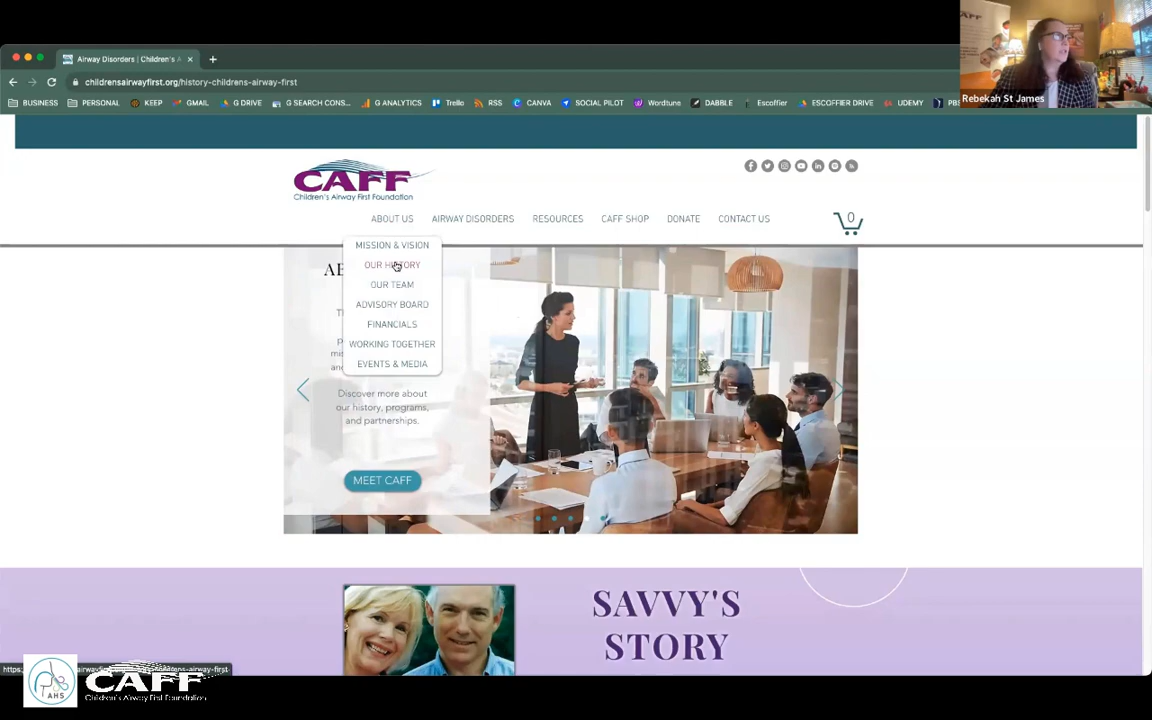 Airway Disorders | Children's A
childrensairwayfirst.org/history-childrens-airway-first
BUSINESS PERSONAL KEEP GMAIL G DRIVE G SEARCH CONS... G ANALYTICS Trello RSS CANVA SOCIAL PILOT Wordtune DABBLE Escoffier ESCOFFIER DRIVE UDEMY PBS
CAFF
Rebekah St James
CAFF
Children's Airway First Foundation
ABOUT US AIRWAY DISORDERS RESOURCES CAFF SHOP DONATE CONTACT US 0
MISSION & VISION
OUR HISTORY
OUR TEAM
ADVISORY BOARD
FINANCIALS
WORKING TOGETHER
EVENTS & MEDIA
Discover more about
our history, programs,
and partnerships.
MEET CAFF
SAVVY'S
STORY
AHS
CAFF
Children's Airway First Foundation